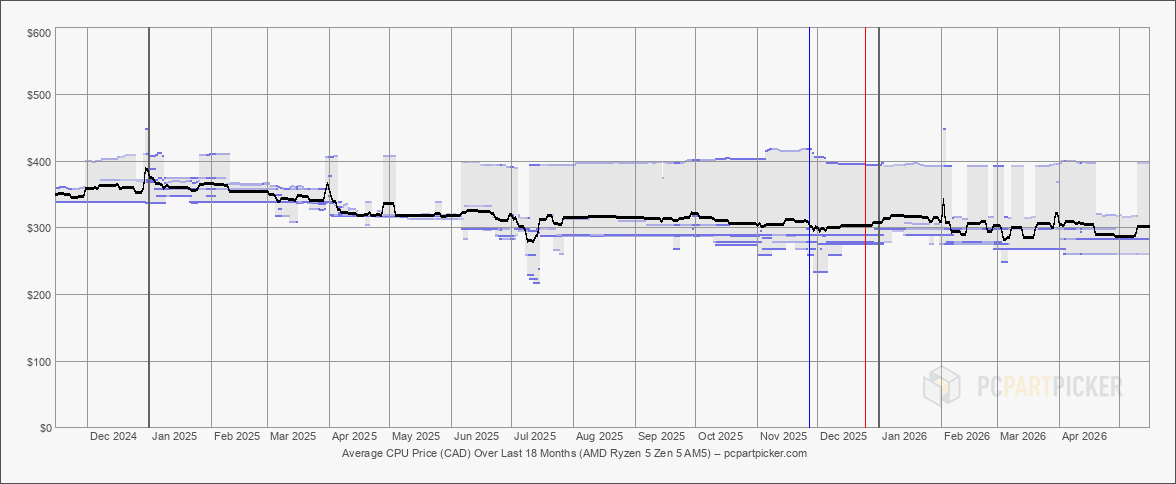 $600
$500
$400
$300
$200
$100
$0
PCPARTPICKER
Dec 2024 Jan 2025 Feb 2025 Mar 2025 Apr 2025 May 2025 Jun 2025 Jul 2025 Aug 2025 Sep 2025 Oct 2025 Nov 2025 Dec 2025 Jan 2026 Feb 2026 Mar 2026 Apr 2026
Average CPU Price (CAD) Over Last 18 Months (AMD Ryzen 5 Zen 5 AM5) -- pcpartpicker.com